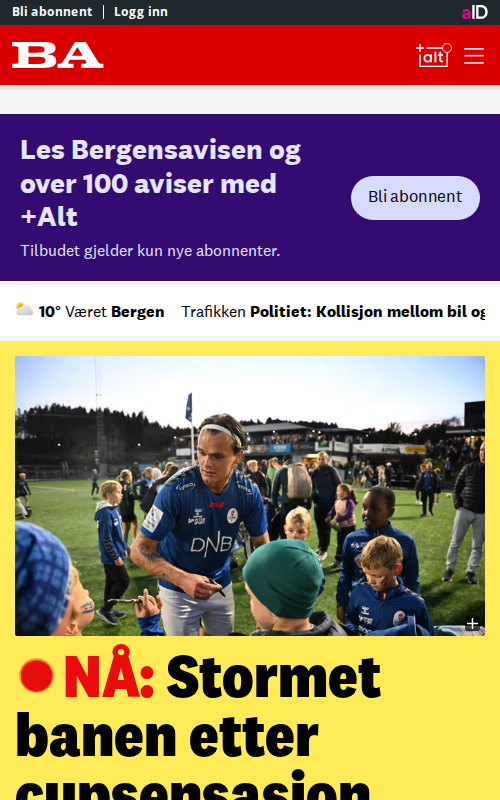 Bli abonnent
Logg inn
aID
BA
+alt
Les Bergensavisen og
over 100 aviser med
+Alt
Bli abonnent
Tilbudet gjelder kun nye abonnenter.
10° Været Bergen
Trafikken Politiet: Kollisjon mellom bil og
DNB
NÅ: Stormet
banen etter
cupsensasjon